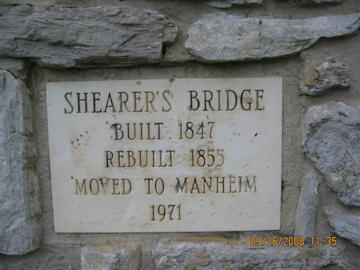 SHEARER'S BRIDGE
BUILT 1847
REBUILT 1855
MOVED TO MANHEIM
1971
09/26/2008 11:35